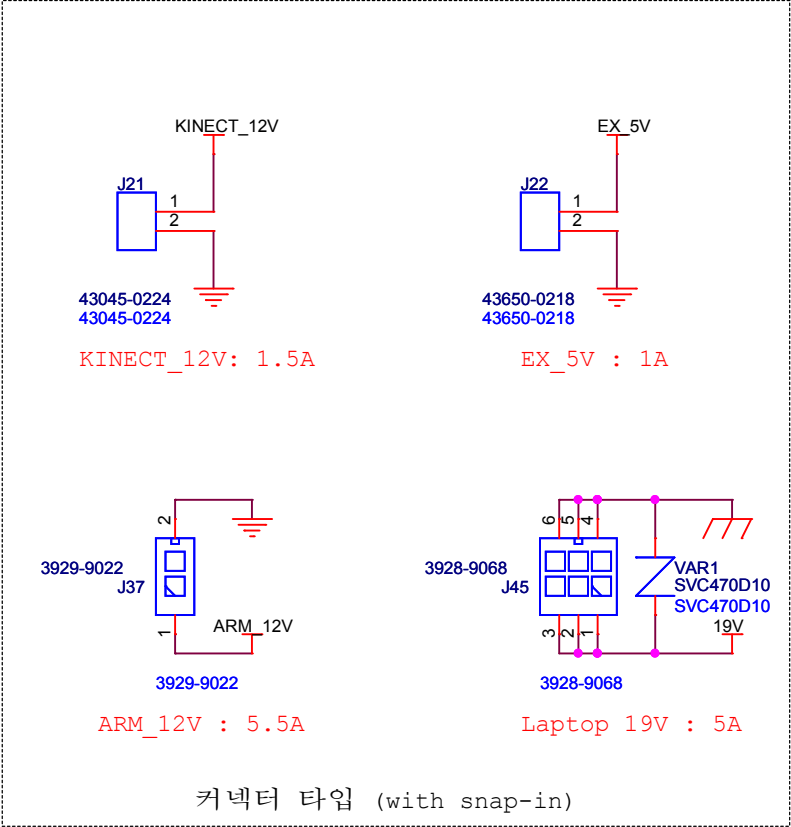 KINECT_12V
J21
1
2
43045-0224
43045-0224
KINECT_12V: 1.5A
EX_5V
J22
1
2
43650-0218
43650-0218
EX_5V : 1A
2
3929-9022
J37
1
ARM_12V
3929-9022
ARM_12V : 5.5A
6 5 4
3928-9068
J45
VAR1
SVC470D10
SVC470D10
3 2 1
19V
3928-9068
Laptop 19V : 5A
커넥터 타입 (with snap-in)